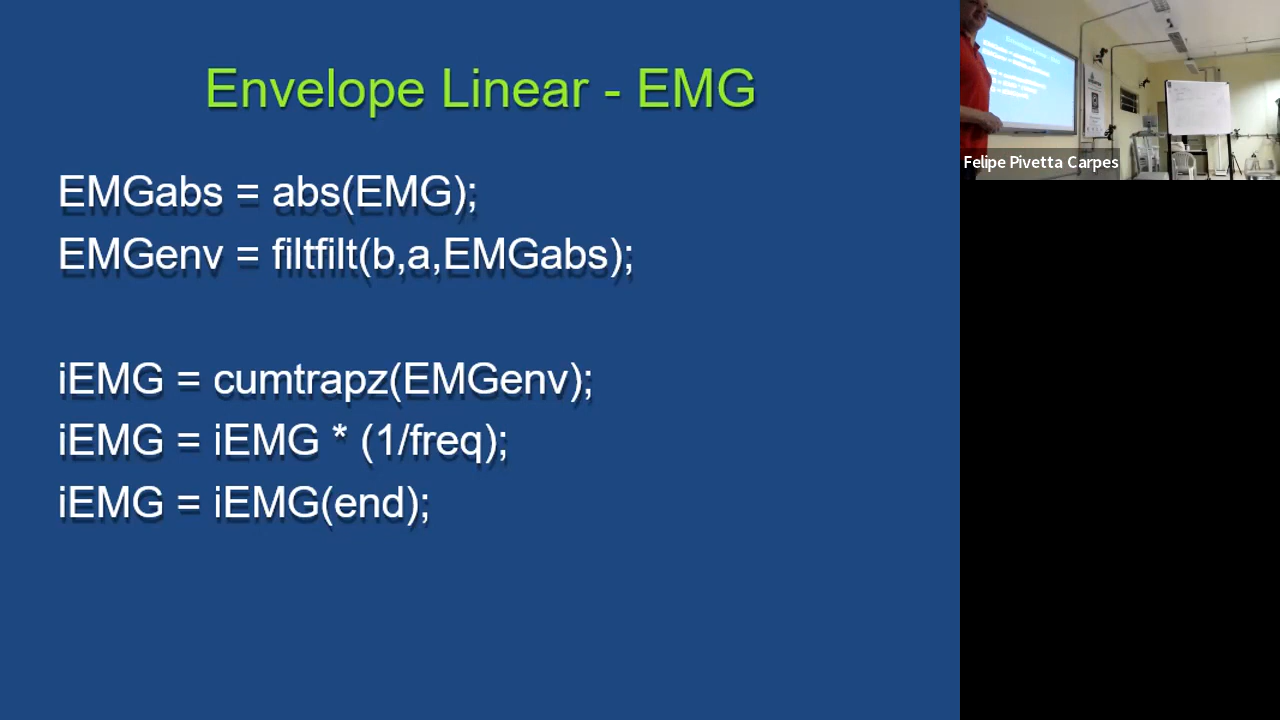 Envelope Linear - EMG
EMGabs = abs(EMG);
EMGenv = filtfilt(b,a,EMGabs);
iEMG = cumtrapz(EMGenv);
iEMG = iEMG * (1/freq);
iEMG = iEMG(end);
Felipe Pivetta Carpes